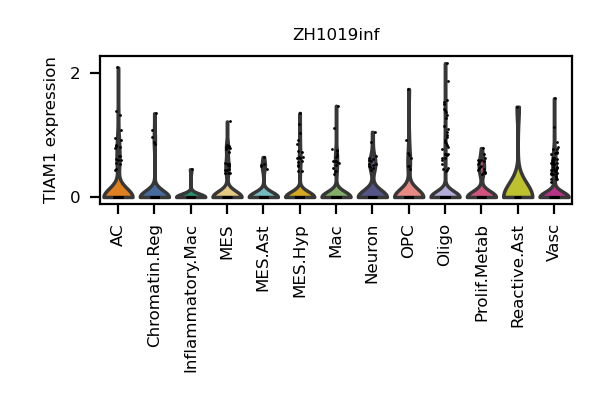 ZH1019inf
TIAM1 expression
2
0
AC
Chromatin.Reg
Inflammatory.Mac
MES
MES.Ast
MES.Hyp
Mac
Neuron
OPC
Oligo
Prolif.Metab
Reactive.Ast
Vasc